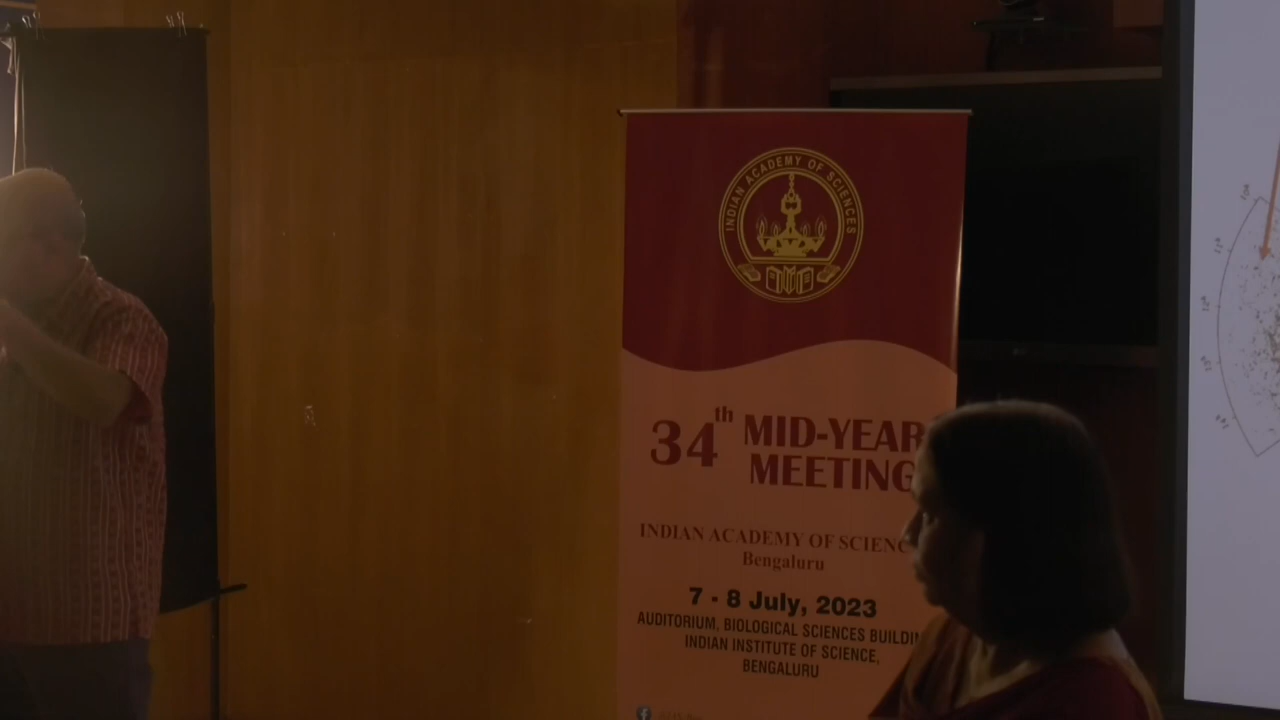 INDIAN ACADEMY OF SCIENCES
34th MID-YEAR
MEETING
INDIAN ACADEMY OF SCIENC
Bengaluru
7 - 8 July, 2023
AUDITORIUM, BIOLOGICAL SCIENCES BUILDIN
INDIAN INSTITUTE OF SCIENCE,
BENGALURU